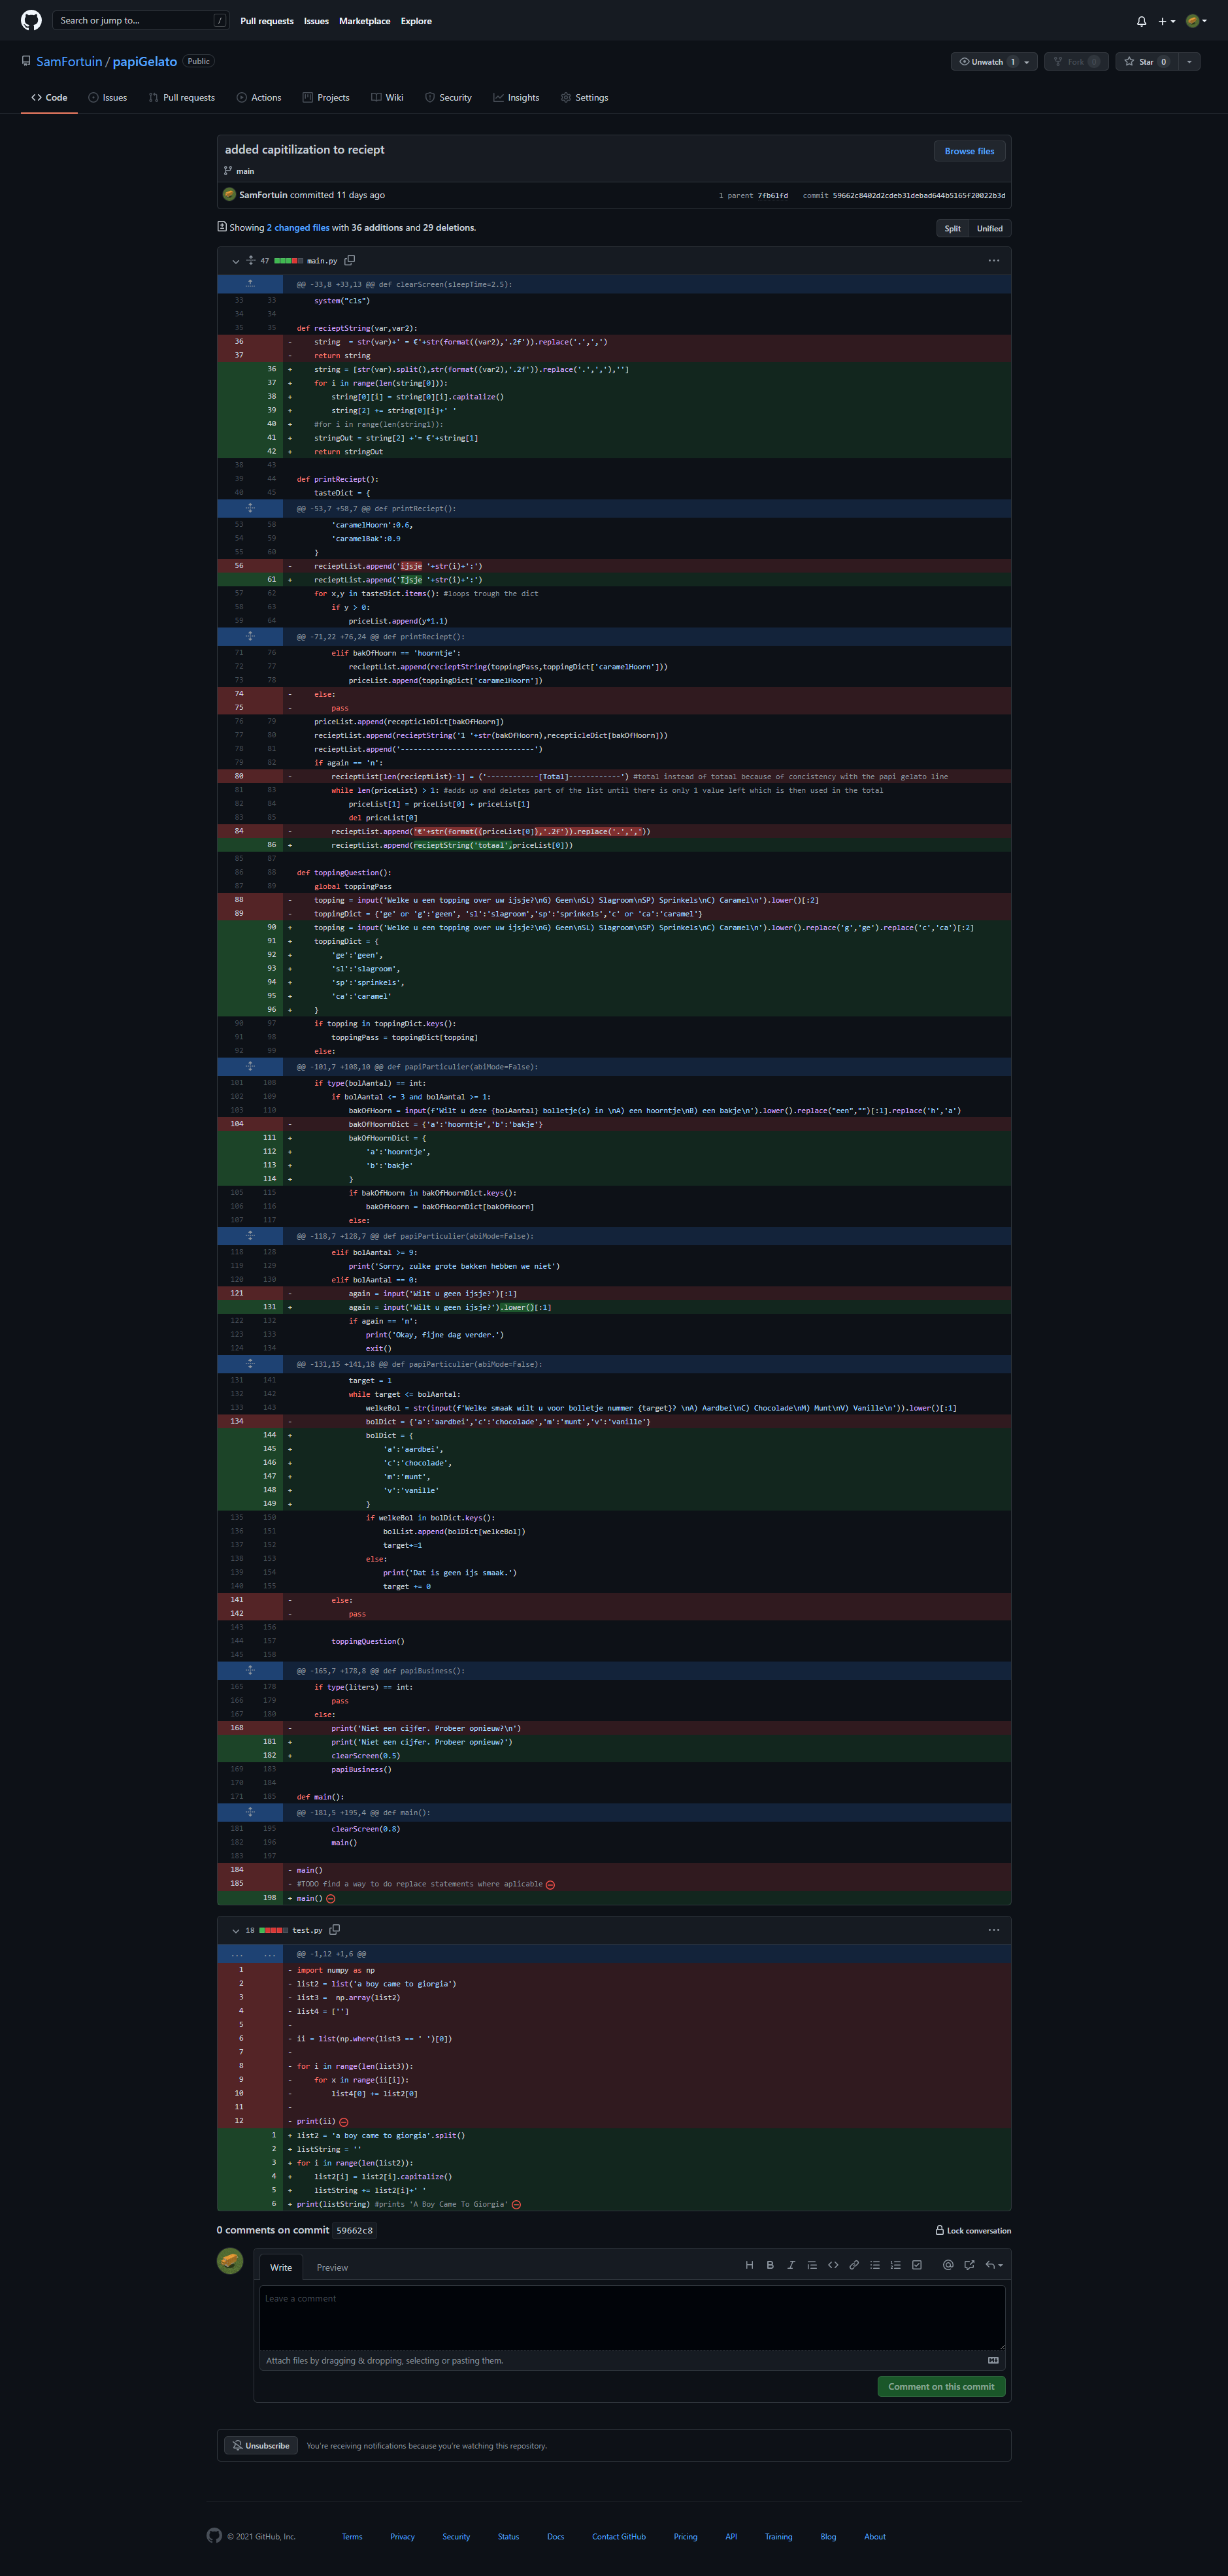 Search or jump to... /
Pull requests Issues Marketplace Explore
SamFortuin / papiGelato Public
Unwatch 1 Fork 0 Star 0
Code Issues Pull requests Actions Projects Wiki Security Insights Settings
added capitilization to reciept
Browse files
main
SamFortuin committed 11 days ago
1 parent 7fb61fd commit 59662c8402d2cdeb31debad644b5165f20022b3d
Showing 2 changed files with 36 additions and 29 deletions.
Split Unified
47 main.py
@@ -33,8 +33,13 @@ def clearScreen(sleepTime=2.5):
33 33 system("cls")
34 34
35 35 def recieptString(var,var2):
36 - string  = str(var)+' = €'+str(format((var2),'.2f')).replace('.',',')
37 - return string
36 + string = [str(var).split(),str(format((var2),'.2f')).replace('.',','),'']
37 + for i in range(len(string[0])):
38 + string[0][i] = string[0][i].capitalize()
39 + string[2] += string[0][i]+' '
40 + #for i in range(len(string1)):
41 + stringOut = string[2] +'= €'+string[1]
42 + return stringOut
38 43
39 44 def printReciept():
40 45 tasteDict = {
@@ -53,7 +58,7 @@ def printReciept():
53 58 'caramelHoorn':0.6,
54 59 'caramelBak':0.9
55 60 }
56 - recieptList.append('ijsje '+str(i)+':')
61 + recieptList.append('Ijsje '+str(i)+':')
57 62 for x,y in tasteDict.items(): #loops trough the dict
58 63 if y > 0:
59 64 priceList.append(y*1.1)
@@ -71,22 +76,24 @@ def printReciept():
71 76 elif bakOfHoorn == 'hoorntje':
72 77 recieptList.append(recieptString(toppingPass,toppingDict['caramelHoorn']))
73 78 priceList.append(toppingDict['caramelHoorn'])
74 - else:
75 - pass
76 79 priceList.append(recepticleDict[bakOfHoorn])
77 80 recieptList.append(recieptString('1 '+str(bakOfHoorn),recepticleDict[bakOfHoorn]))
78 81 recieptList.append('-------------------------------')
79 82 if again == 'n':
80 - recieptList[len(recieptList)-1] = ('------------[Total]------------') #total instead of totaal because of concistency with the papi gelato line
81 83 while len(priceList) > 1: #adds up and deletes part of the list until there is only 1 value left which is then used in the total
82 84 priceList[1] = priceList[0] + priceList[1]
83 85 del priceList[0]
84 - recieptList.append('€'+str(format((priceList[0]),'.2f')).replace('.',','))
86 + recieptList.append(recieptString('totaal',priceList[0]))
85 87
86 88 def toppingQuestion():
87 89 global toppingPass
88 - topping = input('Welke u een topping over uw ijsje?\nG) Geen\nSL) Slagroom\nSP) Sprinkels\nC) Caramel\n').lower()[:2]
89 - toppingDict = {'ge' or 'g':'geen', 'sl':'slagroom','sp':'sprinkels','c' or 'ca':'caramel'}
90 + topping = input('Welke u een topping over uw ijsje?\nG) Geen\nSL) Slagroom\nSP) Sprinkels\nC) Caramel\n').lower().replace('g','ge').replace('c','ca')[:2]
91 + toppingDict = {
92 + 'ge':'geen',
93 + 'sl':'slagroom',
94 + 'sp':'sprinkels',
95 + 'ca':'caramel'
96 + }
90 97 if topping in toppingDict.keys():
91 98 toppingPass = toppingDict[topping]
92 99 else:
@@ -101,7 +108,10 @@ def papiParticulier(abiMode=False):
101 108 if type(bolAantal) == int:
102 109 if bolAantal <= 3 and bolAantal >= 1:
103 110 bakOfHoorn = input(f'Wilt u deze {bolAantal} bolletje(s) in \nA) een hoorntje\nB) een bakje\n').lower().replace("een","")[:1].replace('h','a')
104 - bakOfHoornDict = {'a':'hoorntje','b':'bakje'}
111 + bakOfHoornDict = {
112 + 'a':'hoorntje',
113 + 'b':'bakje'
114 + }
105 115 if bakOfHoorn in bakOfHoornDict.keys():
106 116 bakOfHoorn = bakOfHoornDict[bakOfHoorn]
107 117 else:
@@ -118,7 +128,7 @@ def papiParticulier(abiMode=False):
118 128 elif bolAantal >= 9:
119 129 print('Sorry, zulke grote bakken hebben we niet')
120 130 elif bolAantal == 0:
121 - again = input('Wilt u geen ijsje?')[:1]
131 + again = input('Wilt u geen ijsje?').lower()[:1]
122 132 if again == 'n':
123 133 print('Okay, fijne dag verder.')
124 134 exit()
@@ -131,15 +141,18 @@ def papiParticulier(abiMode=False):
131 141 target = 1
132 142 while target <= bolAantal:
133 143 welkeBol = str(input(f'Welke smaak wilt u voor bolletje nummer {target}? \nA) Aardbei\nC) Chocolade\nM) Munt\nV) Vanille\n')).lower()[:1]
134 - bolDict = {'a':'aardbei','c':'chocolade','m':'munt','v':'vanille'}
144 + bolDict = {
145 + 'a':'aardbei',
146 + 'c':'chocolade',
147 + 'm':'munt',
148 + 'v':'vanille'
149 + }
135 150 if welkeBol in bolDict.keys():
136 151 bolList.append(bolDict[welkeBol])
137 152 target+=1
138 153 else:
139 154 print('Dat is geen ijs smaak.')
140 155 target += 0
141 - else:
142 - pass
143 156
144 157 toppingQuestion()
145 158
@@ -165,7 +178,8 @@ def papiBusiness():
165 178 if type(liters) == int:
166 179 pass
167 180 else:
168 - print('Niet een cijfer. Probeer opnieuw?\n')
181 + print('Niet een cijfer. Probeer opnieuw?')
182 + clearScreen(0.5)
169 183 papiBusiness()
170 184
171 185 def main():
@@ -181,5 +195,4 @@ def main():
181 195 clearScreen(0.8)
182 196 main()
183 197
184 - main()
185 - #TODO find a way to do replace statements where aplicable
198 + main()
18 test.py
... ... @@ -1,12 +1,6 @@
1 - import numpy as np
2 - list2 = list('a boy came to giorgia')
3 - list3 =  np.array(list2)
4 - list4 = ['']
5 -
6 - ii = list(np.where(list3 == ' ')[0])
7 -
8 - for i in range(len(list3)):
9 - for x in range(ii[i]):
10 - list4[0] += list2[0]
11 -
12 - print(ii)
1 + list2 = 'a boy came to giorgia'.split()
2 + listString = ''
3 + for i in range(len(list2)):
4 + list2[i] = list2[i].capitalize()
5 + listString += list2[i]+' '
6 + print(listString) #prints 'A Boy Came To Giorgia'
0 comments on commit 59662c8
Lock conversation
Write Preview
Leave a comment
Attach files by dragging & dropping, selecting or pasting them.
Comment on this commit
Unsubscribe You're receiving notifications because you're watching this repository.
© 2021 GitHub, Inc. Terms Privacy Security Status Docs Contact GitHub Pricing API Training Blog About